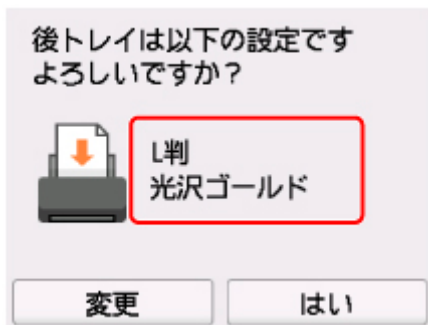 後トレイは以下の設定です
よろしいですか？
L判
光沢ゴールド
変更
はい